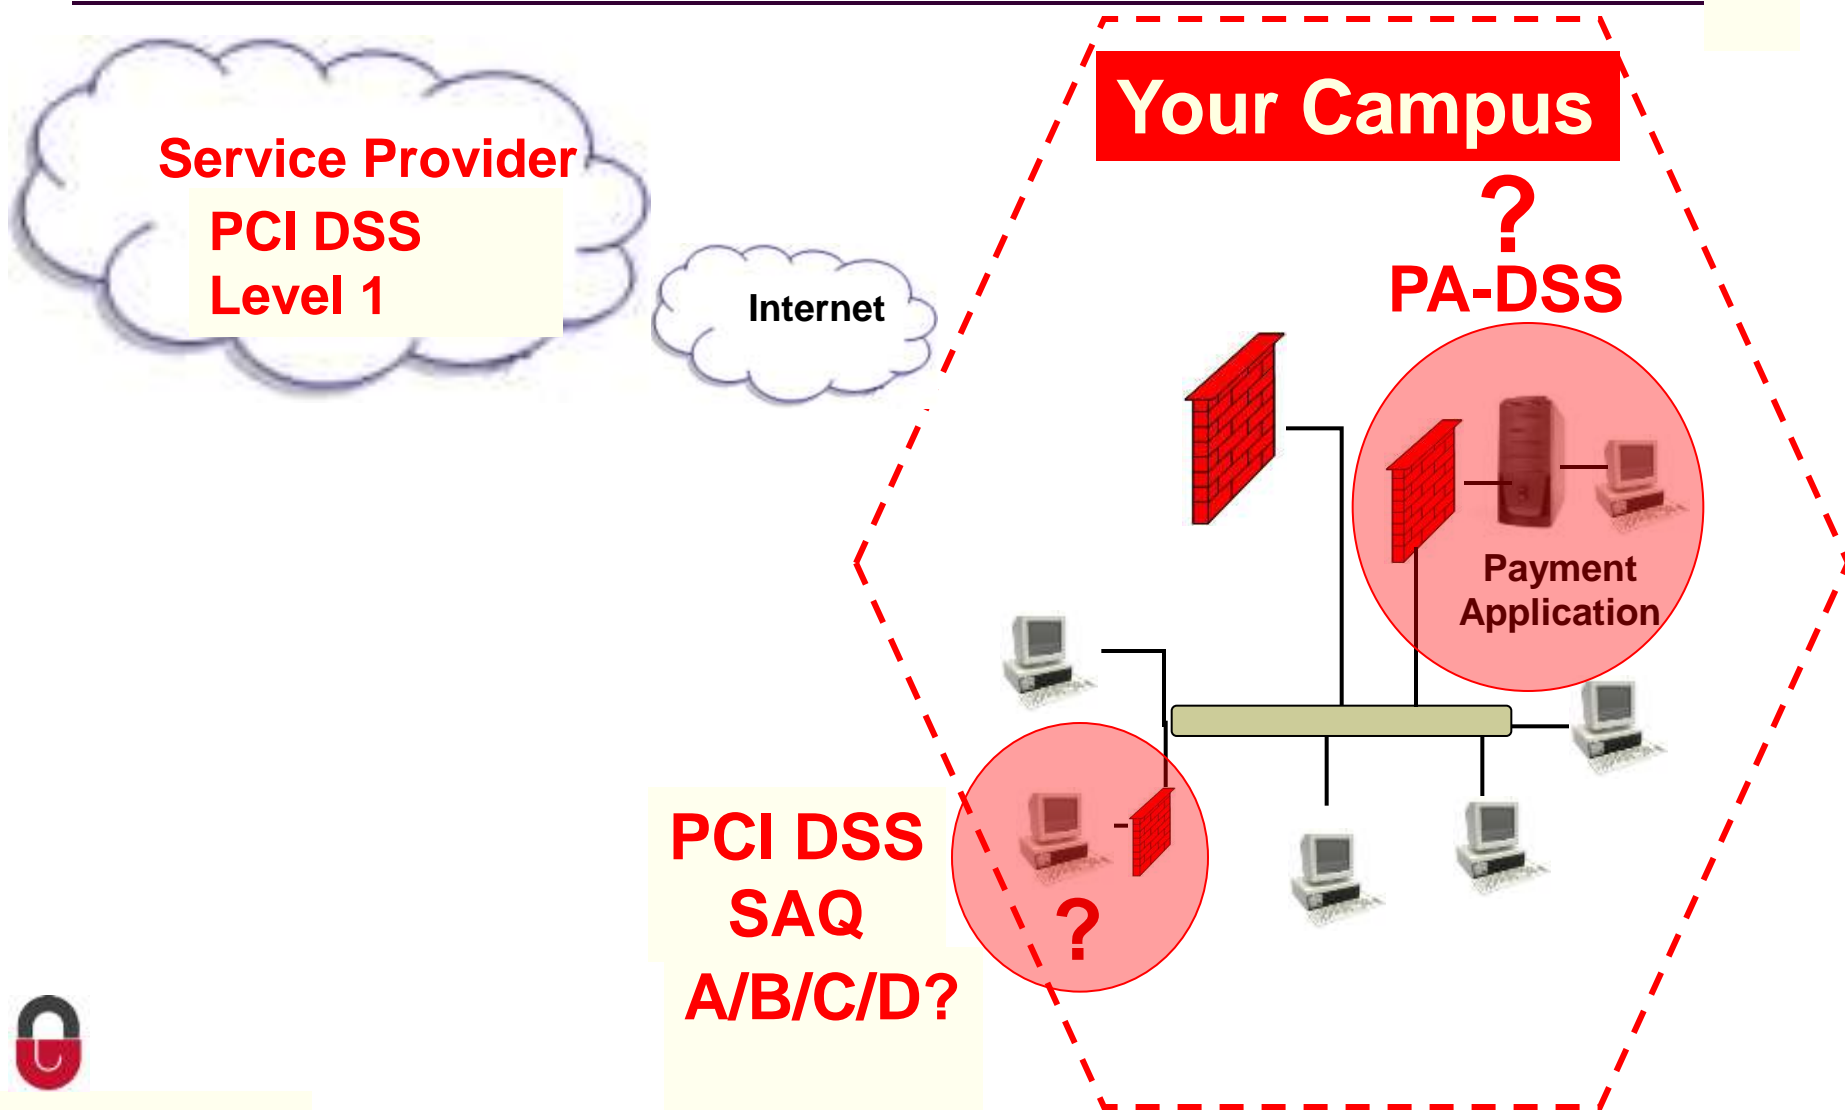 Your Campus
Service Provider
PCI DSS
Level 1
Internet
?
PA-DSS
Payment
Application
PCI DSS
SAQ
A/B/C/D?
?